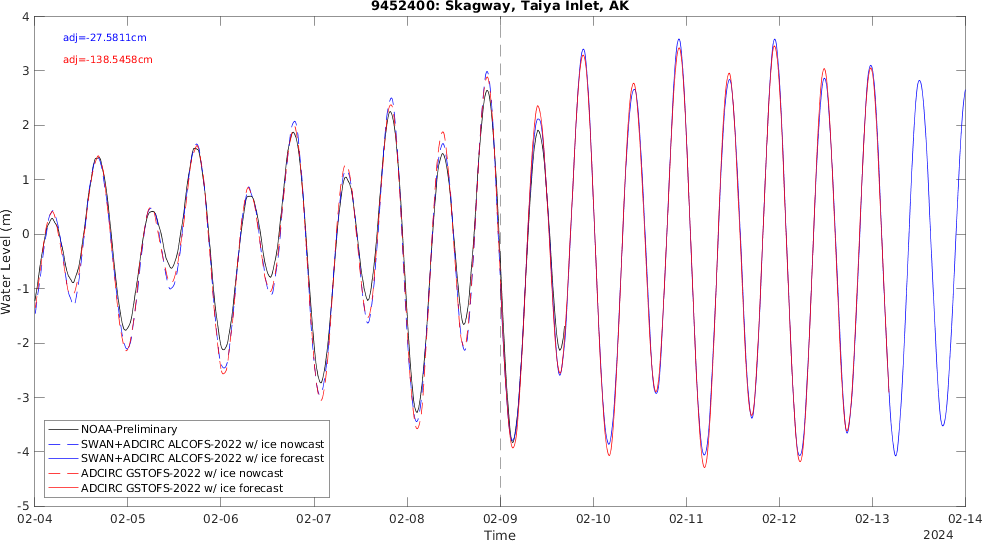 9452400: Skagway, Taiya Inlet, AK
adj=-27.5811cm
adj=-138.5458cm
Water Level (m)
4
3
2
1
0
-1
-2
-3
-4
-5
NOAA-Preliminary
SWAN+ADCIRC ALCOFS-2022 w/ ice nowcast
SWAN+ADCIRC ALCOFS-2022 w/ ice forecast
ADCIRC GSTOFS-2022 w/ ice nowcast
ADCIRC GSTOFS-2022 w/ ice forecast
02-04 02-05 02-06 02-07 02-08 02-09 02-10 02-11 02-12 02-13 02-14
Time
2024